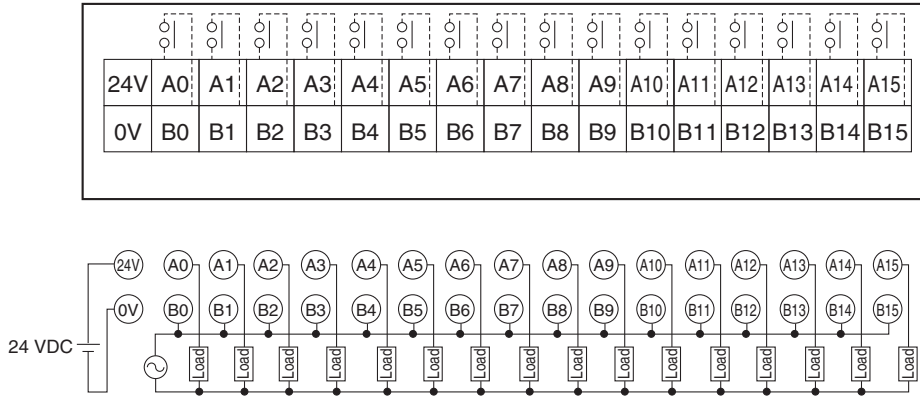 24V A0 A1 A2 A3 A4 A5 A6 A7 A8 A9 A10 A11 A12 A13 A14 A15
0V B0 B1 B2 B3 B4 B5 B6 B7 B8 B9 B10 B11 B12 B13 B14 B15
24V A0 A1 A2 A3 A4 A5 A6 A7 A8 A9 A10 A11 A12 A13 A14 A15
0V B0 B1 B2 B3 B4 B5 B6 B7 B8 B9 B10 B11 B12 B13 B14 B15
24 VDC
Load Load Load Load Load Load Load Load Load Load Load Load Load Load Load Load